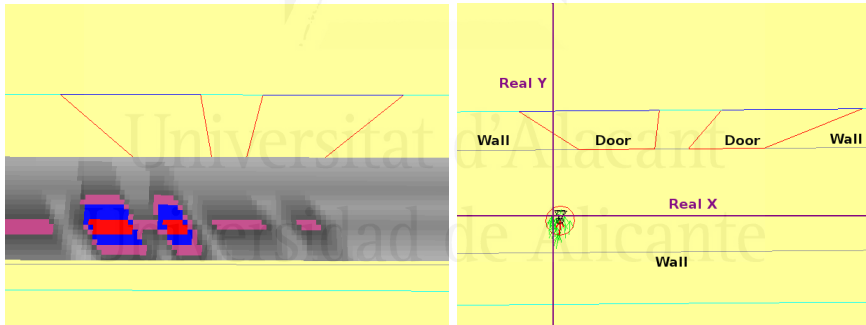 Real Y
Wall
Door
Door
Wall
Real X
Wall
Universitat d'Alacant
Universidad de Alicante